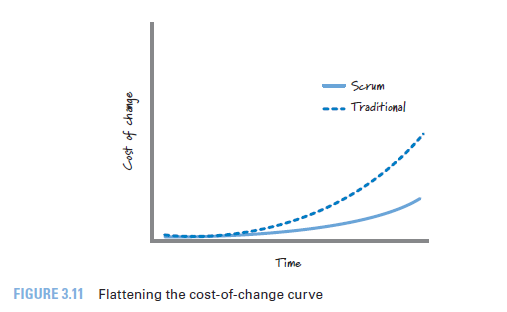 Scrum
Traditional
Cost of change
Time
FIGURE 3.11 Flattening the cost-of-change curve